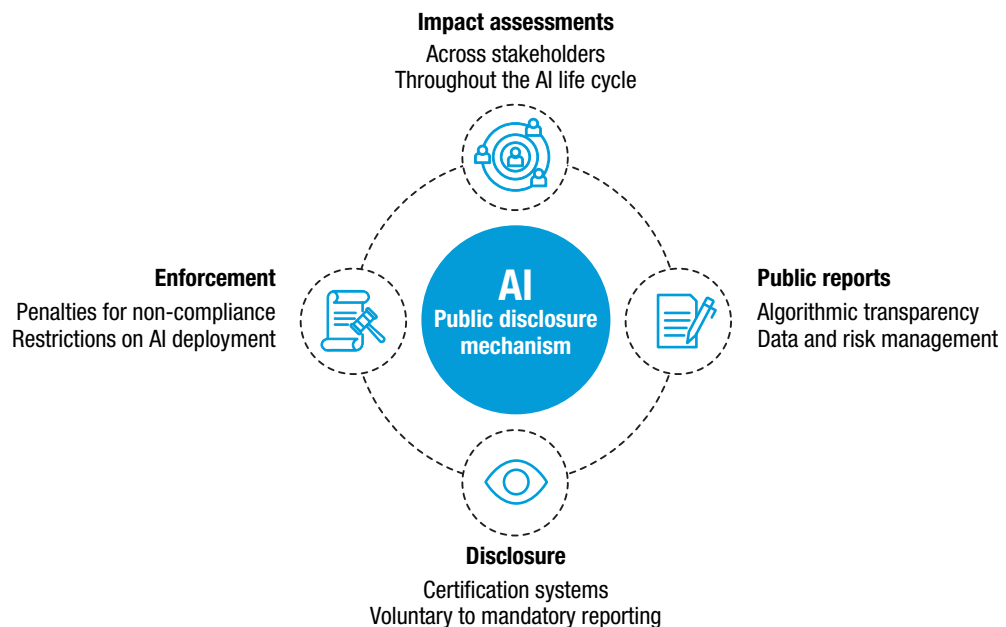 Impact assessments
Across stakeholders
Throughout the AI life cycle
Enforcement
Penalties for non-compliance
Restrictions on AI deployment
AI
Public disclosure
mechanism
Public reports
Algorithmic transparency
Data and risk management
Disclosure
Certification systems
Voluntary to mandatory reporting